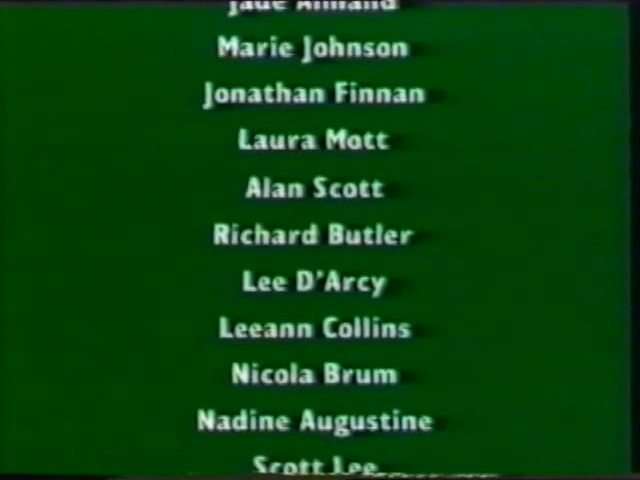 Jade
Marie Johnson
Jonathan Finnan
Laura Mott
Alan Scott
Richard Butler
Lee D'Arcy
Leeann Collins
Nicola Brum
Nadine Augustine
Scott Lee